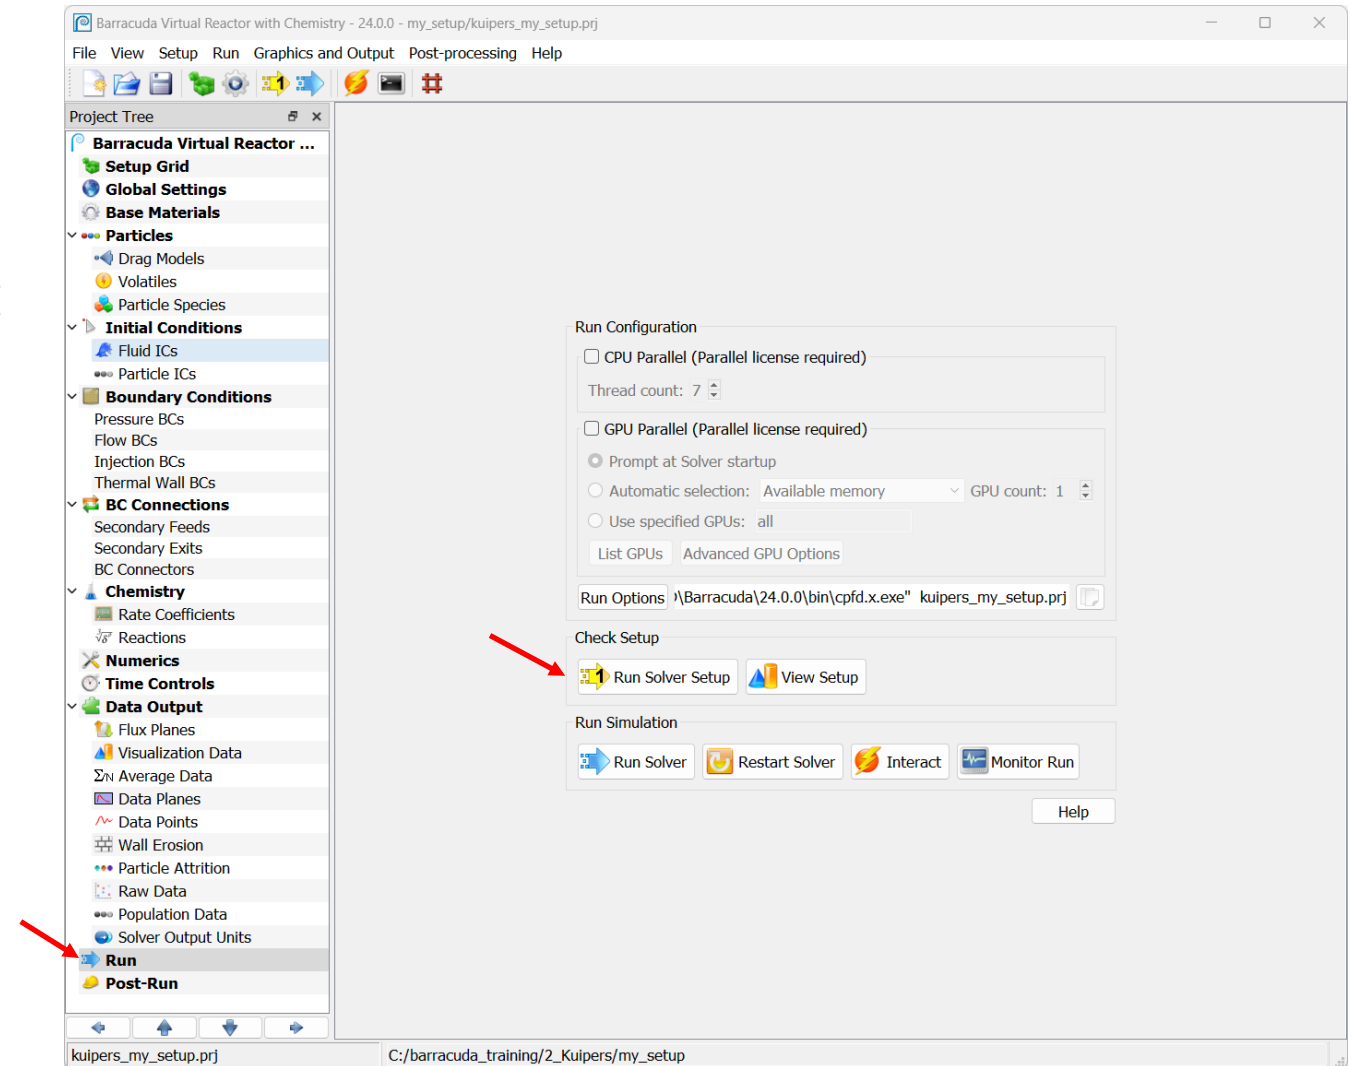 Barracuda Virtual Reactor with Chemistry - 24.0.0 - my_setup/kuipers_my_setup.prj
File View Setup Run Graphics and Output Post-processing Help
1
Project Tree
Barracuda Virtual Reactor ...
Setup Grid
Global Settings
Base Materials
Particles
Drag Models
Volatiles
Particle Species
Initial Conditions
Fluid ICs
Particle ICs
Boundary Conditions
Pressure BCs
Flow BCs
Injection BCs
Thermal Wall BCs
BC Connections
Secondary Feeds
Secondary Exits
BC Connectors
Chemistry
Rate Coefficients
Reactions
Numerics
Time Controls
Data Output
Flux Planes
Visualization Data
Σ/N Average Data
Data Planes
Data Points
Wall Erosion
Particle Attrition
Raw Data
Population Data
Solver Output Units
Run
Post-Run
Run Configuration
CPU Parallel (Parallel license required)
Thread count: 7
GPU Parallel (Parallel license required)
Prompt at Solver startup
Automatic selection: Available memory GPU count: 1
Use specified GPUs: all
List GPUs Advanced GPU Options
Run Options \Barracuda\24.0.0\bin\cpfd.x.exe" kuipers_my_setup.prj
Check Setup
1 Run Solver Setup View Setup
Run Simulation
Run Solver Restart Solver Interact Monitor Run
Help
kuipers_my_setup.prj C:/barracuda_training/2_Kuipers/my_setup